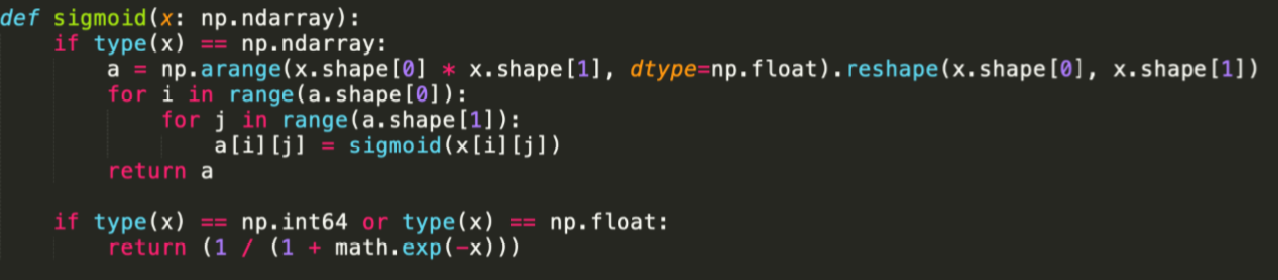 def sigmoid(x: np.ndarray):
    if type(x) == np.ndarray:
        a = np.arange(x.shape[0] * x.shape[1], dtype=np.float).reshape(x.shape[0], x.shape[1])
        for i in range(a.shape[0]):
            for j in range(a.shape[1]):
                a[i][j] = sigmoid(x[i][j])
        return a

    if type(x) == np.int64 or type(x) == np.float:
        return (1 / (1 + math.exp(-x)))